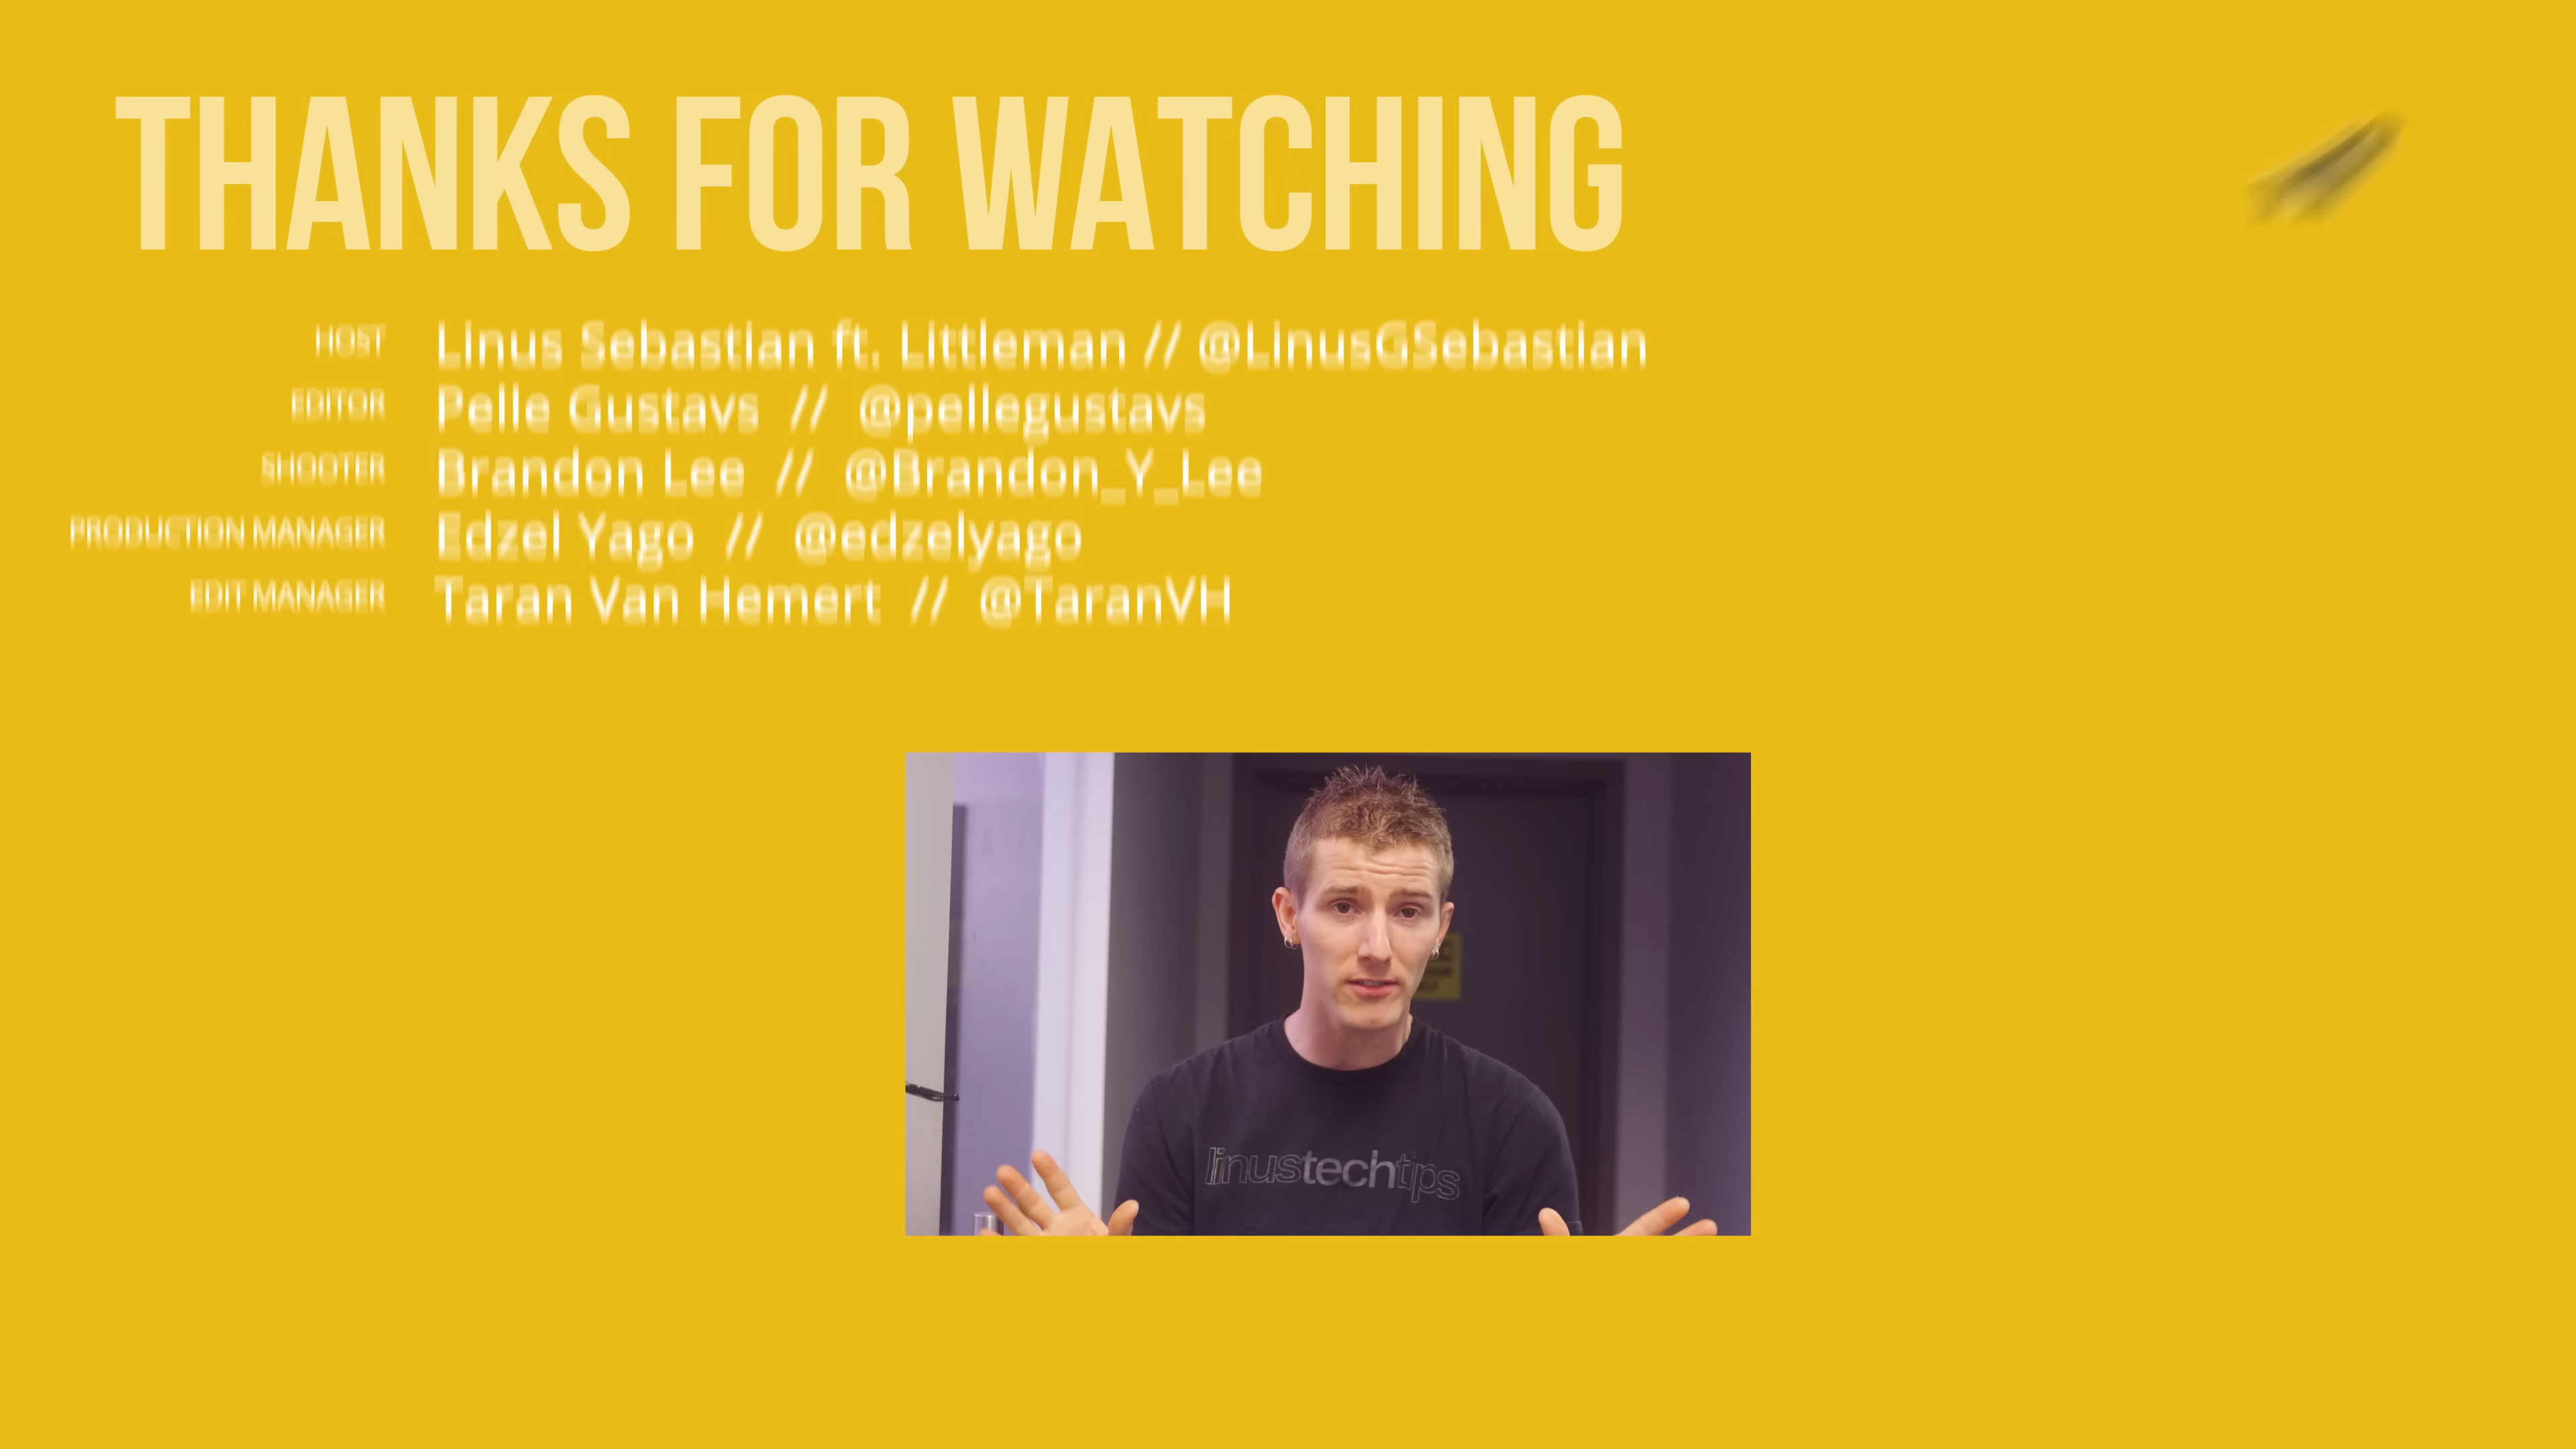 THANKS FOR WATCHING
HOST Linus Sebastian ft. Littleman // @LinusGSebastian
EDITOR Pelle Gustavs // @pellegustavs
SHOOTER Brandon Lee // @Brandon_Y_Lee
PRODUCTION MANAGER Edzel Yago // @edzelyago
EDIT MANAGER Taran Van Hemert // @TaranVH
linustechtips